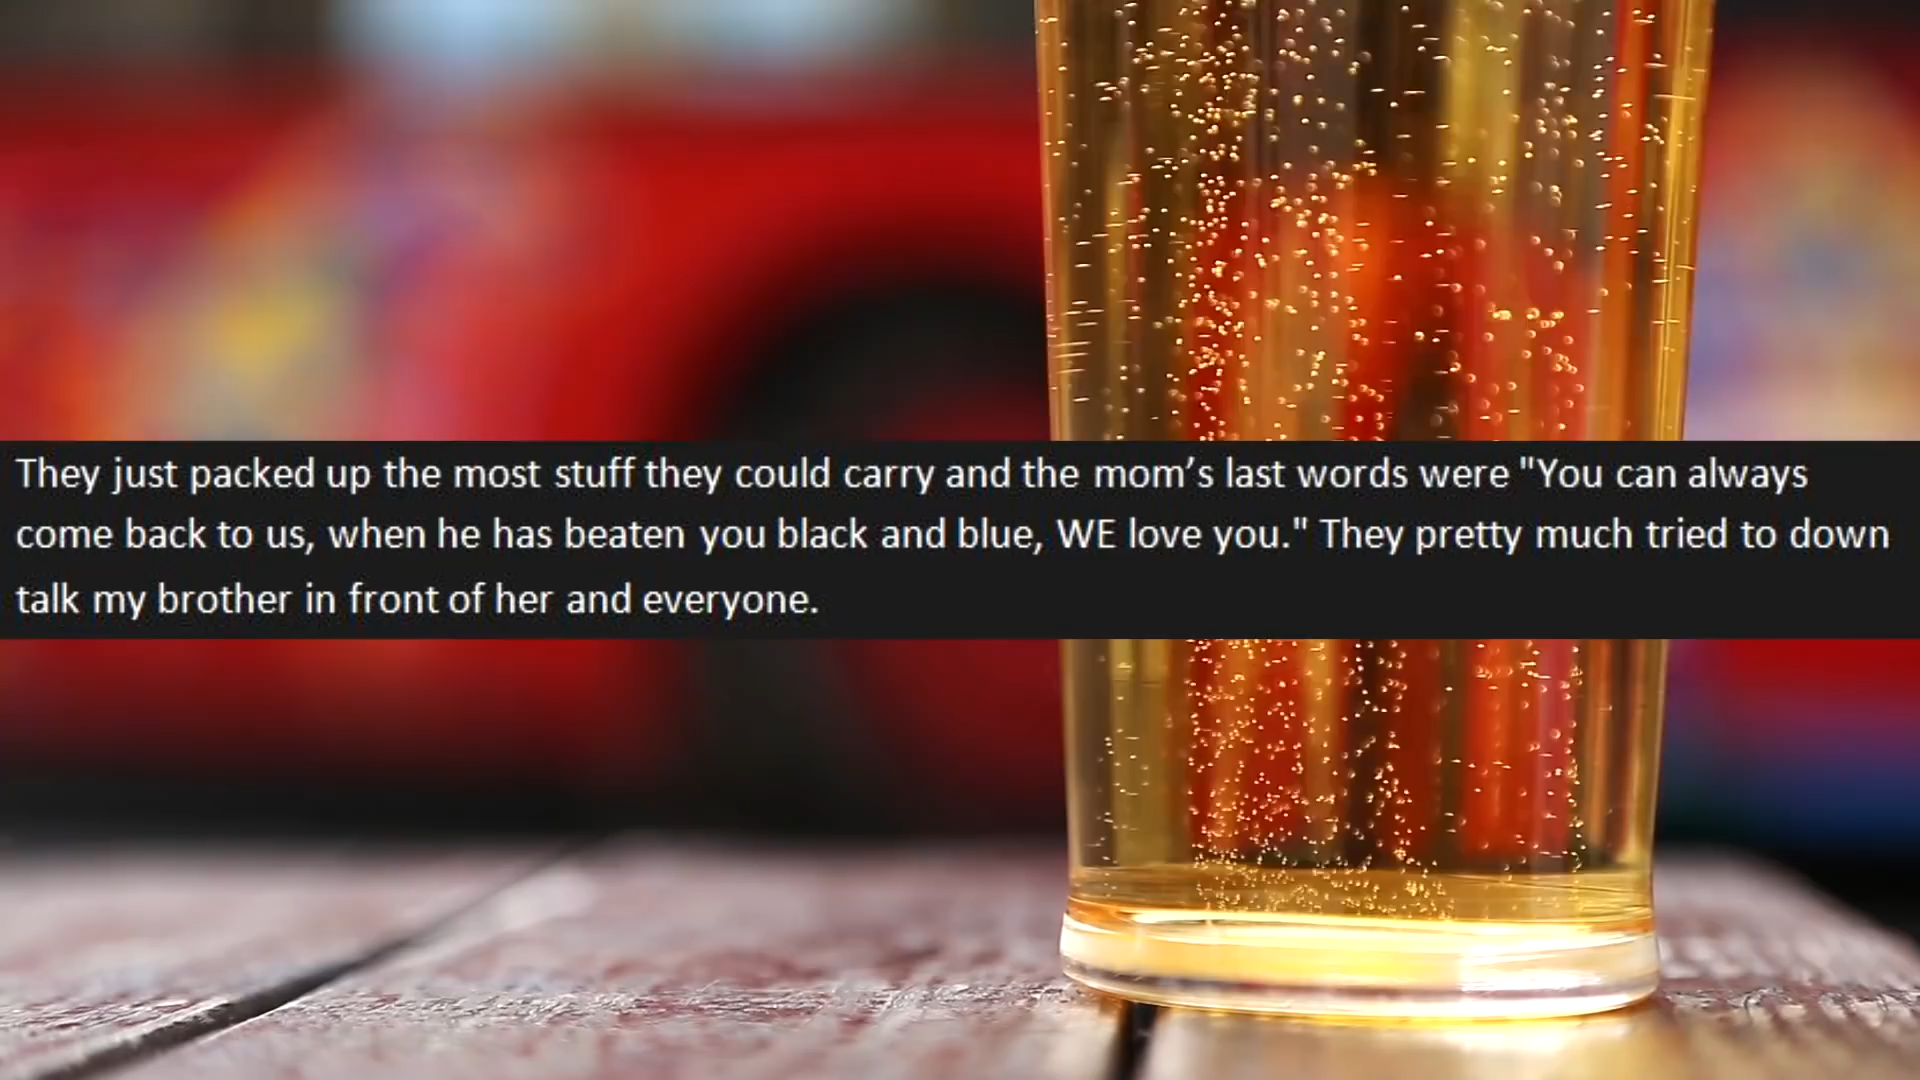 They just packed up the most stuff they could carry and the mom’s last words were "You can always
come back to us, when he has beaten you black and blue, WE love you." They pretty much tried to down
talk my brother in front of her and everyone.